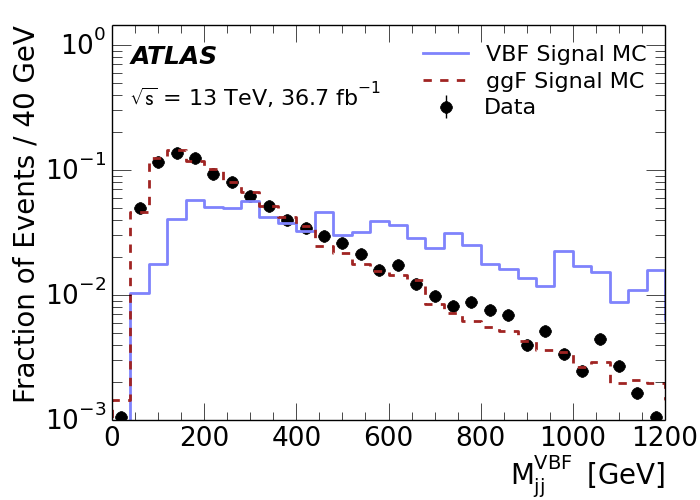 ATLAS
√s = 13 TeV, 36.7 fb⁻¹
VBF Signal MC
ggF Signal MC
Data
Fraction of Events / 40 GeV
10⁰
10⁻¹
10⁻²
10⁻³
0 200 400 600 800 1000 1200
M_jj^VBF [GeV]